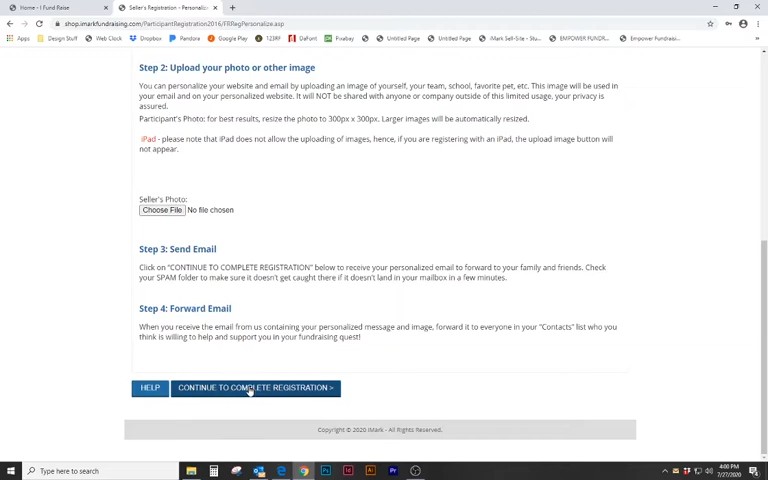 Home - I Fund Raise
Seller's Registration - Personaliz
shop.imarkfundraising.com/ParticipantRegistration2016/FRRegPersonalize.asp
Apps Design Stuff Web Clock Dropbox Pandora Google Play 123RF DaFont Pixabay Untitled Page Untitled Page iMark Sell-Site - Stu... EMPOWER FUNDR... Empower Fundraisi...
Step 2: Upload your photo or other image
You can personalize your website and email by uploading an image of yourself, your team, school, favorite pet, etc. This image will be used in
your email and on your personalized website. It will NOT be shared with anyone or company outside of this limited usage, your privacy is
assured.
Participant's Photo: for best results, resize the photo to 300px x 300px. Larger images will be automatically resized.
iPad - please note that iPad does not allow the uploading of images, hence, if you are registering with an iPad, the upload image button will
not appear.
Seller's Photo:
Choose File No file chosen
Step 3: Send Email
Click on "CONTINUE TO COMPLETE REGISTRATION" below to receive your personalized email to forward to your family and friends. Check
your SPAM folder to make sure it doesn't get caught there if it doesn't land in your mailbox in a few minutes.
Step 4: Forward Email
When you receive the email from us containing your personalized message and image, forward it to everyone in your "Contacts" list who you
think is willing to help and support you in your fundraising quest!
HELP CONTINUE TO COMPLETE REGISTRATION >
Copyright © 2020 iMark - All Rights Reserved.
Type here to search
Ps Id Ai Pr
4:00 PM
7/27/2020